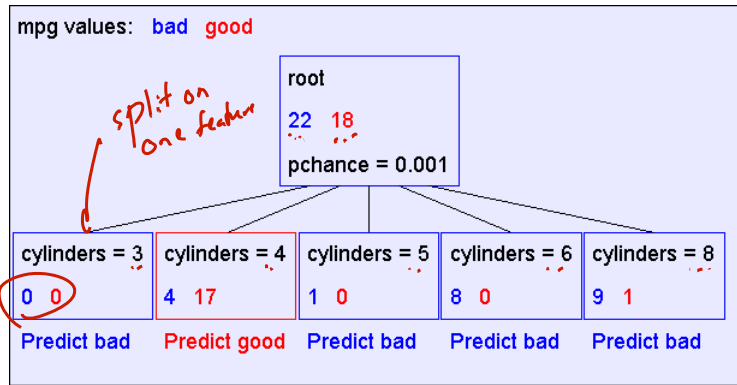 mpg values: bad good
root
22 18
pchance = 0.001
split on
one feature
cylinders = 3 cylinders = 4 cylinders = 5 cylinders = 6 cylinders = 8
0 0 4 17 1 0 8 0 9 1
Predict bad Predict good Predict bad Predict bad Predict bad